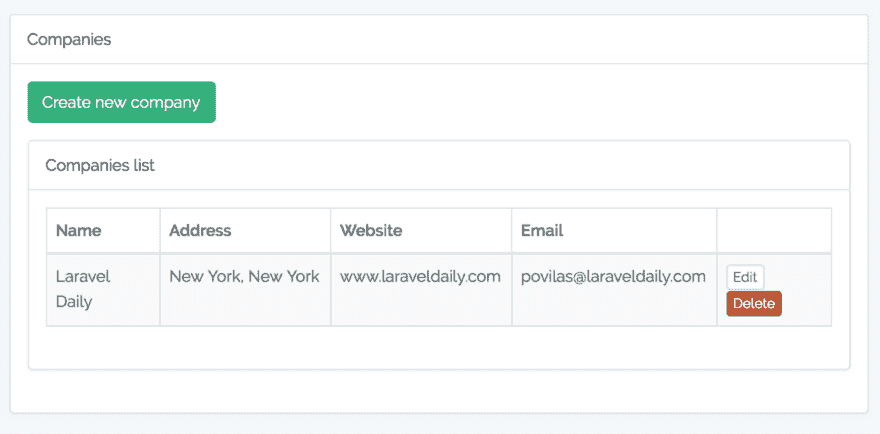 Companies
Create new company
Companies list
Name Address Website Email
Laravel New York, New York www.laraveldaily.com povilas@laraveldaily.com Edit
Daily Delete